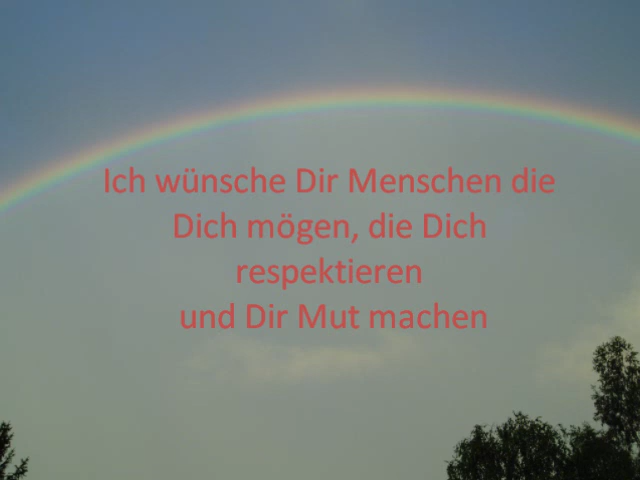 Ich wünsche Dir Menschen die
Dich mögen, die Dich
respektieren
und Dir Mut machen